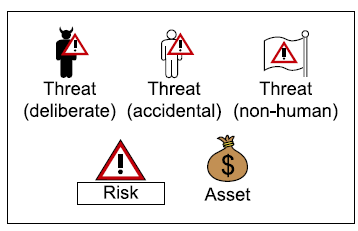 Threat Threat Threat
(deliberate) (accidental) (non-human)
$
Risk Asset